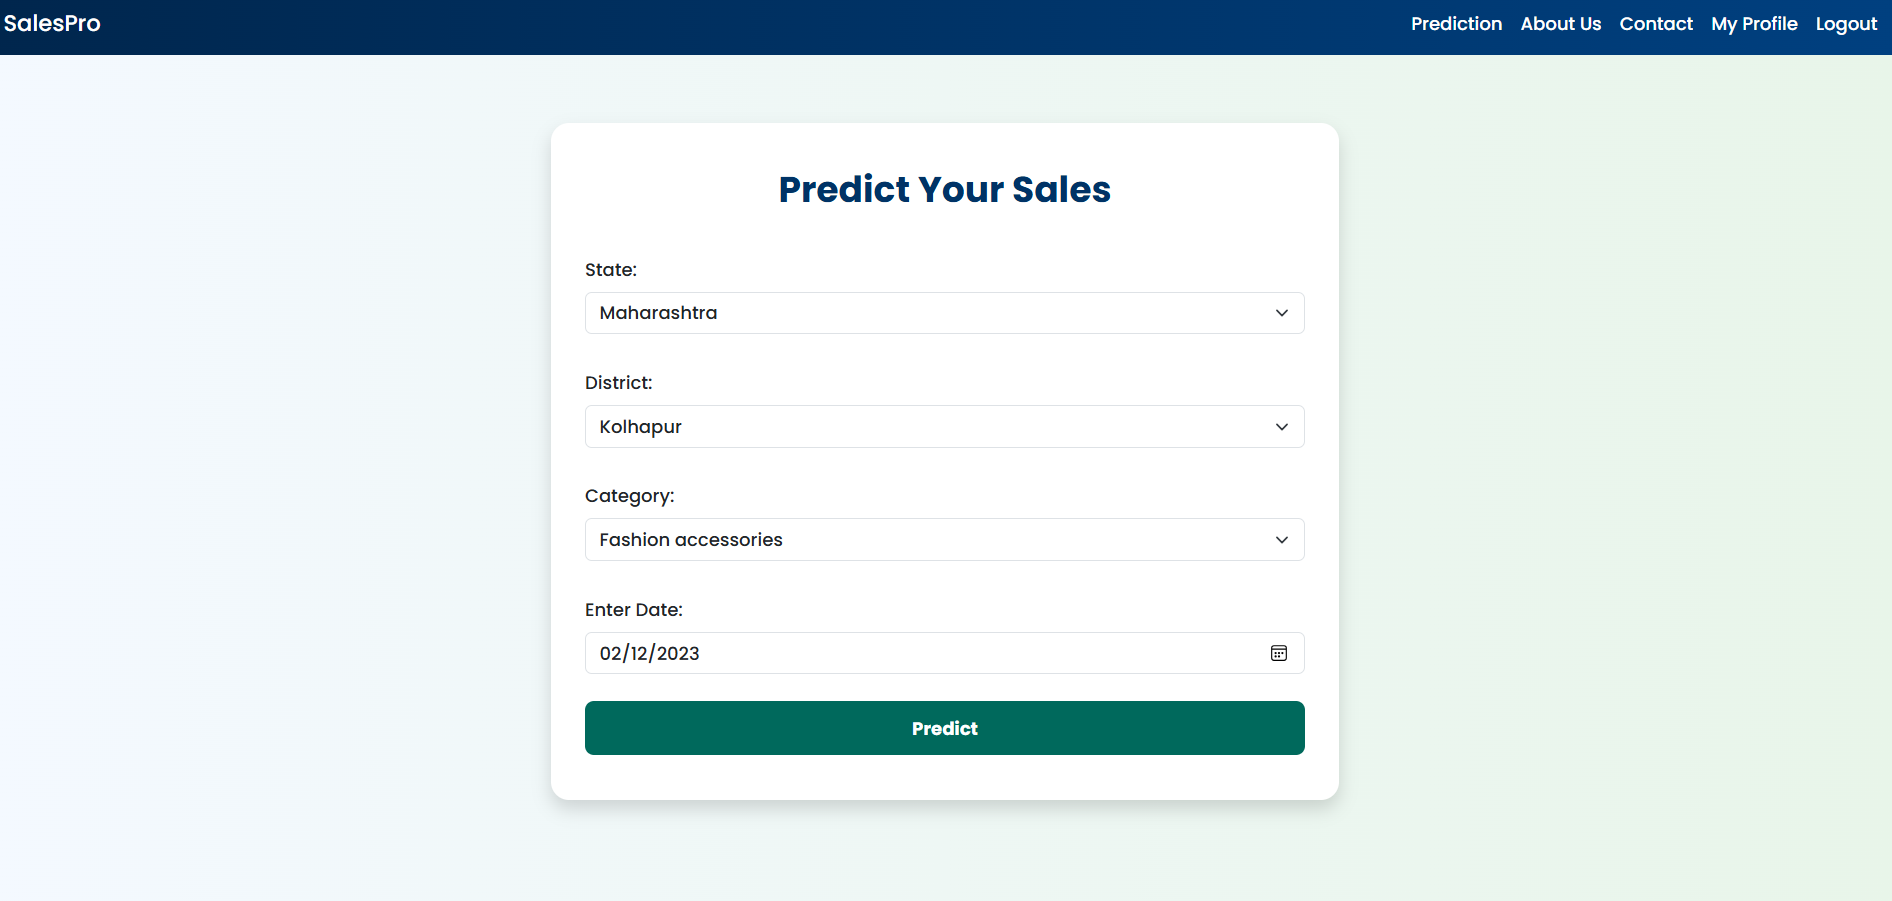 SalesPro
Prediction About Us Contact My Profile Logout
Predict Your Sales
State:
Maharashtra
District:
Kolhapur
Category:
Fashion accessories
Enter Date:
02/12/2023
Predict